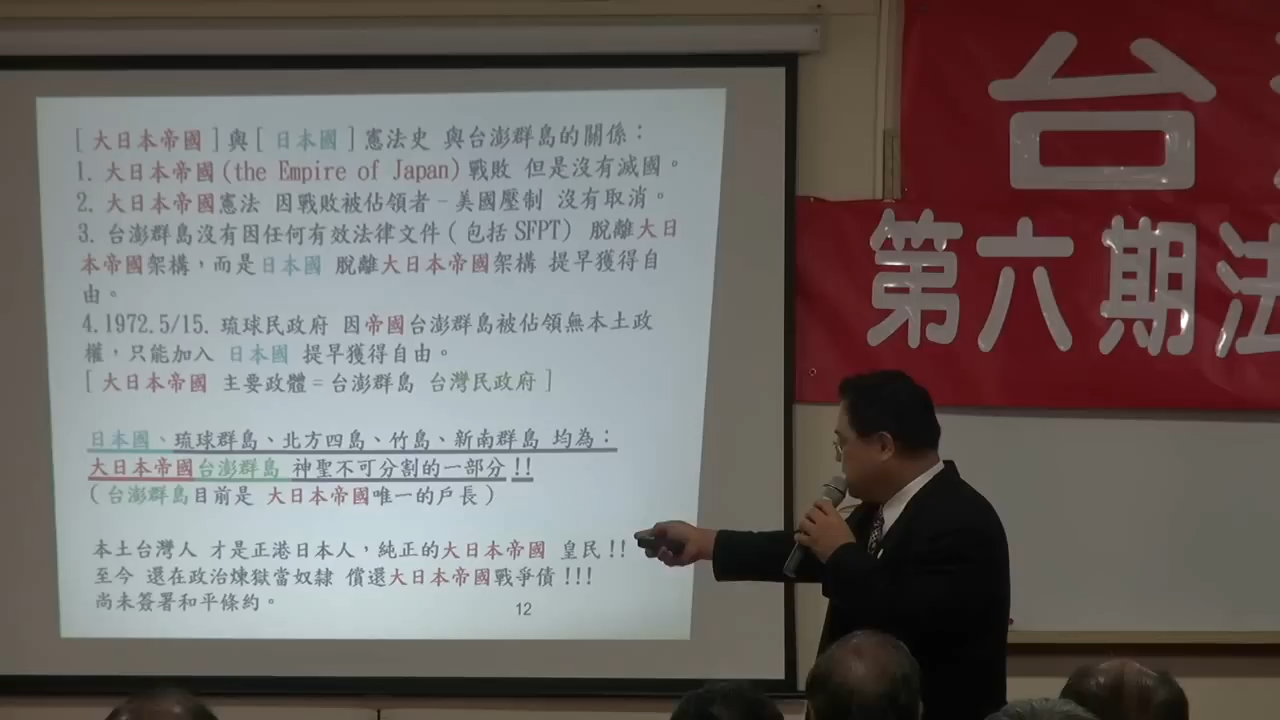 [ 大日本帝國 ] 與 [ 日本國 ] 憲法史 與台澎群島的關係：
1. 大日本帝國 (the Empire of Japan) 戰敗 但是沒有滅國。
2. 大日本帝國憲法 因戰敗被佔領者－美國壓制 沒有取消。
3. 台澎群島沒有因任何有效法律文件 ( 包括 SFPT) 脫離大日
本帝國架構，而是日本國 脫離大日本帝國架構 提早獲得自
由。
4.1972.5/15. 琉球民政府 因帝國台澎群島被佔領無本土政
權，只能加入 日本國 提早獲得自由。
[ 大日本帝國 主要政體＝台澎群島 台灣民政府 ]
日本國、琉球群島、北方四島、竹島、新南群島 均為：
大日本帝國台澎群島 神聖不可分割的一部分 !!
( 台澎群島目前是 大日本帝國唯一的戶長 )
本土台灣人 才是正港日本人，純正的大日本帝國 皇民 !!
至今 還在政治煉獄當奴隸 償還大日本帝國戰爭債 !!!
尚未簽署和平條約。
12
台
第六期法